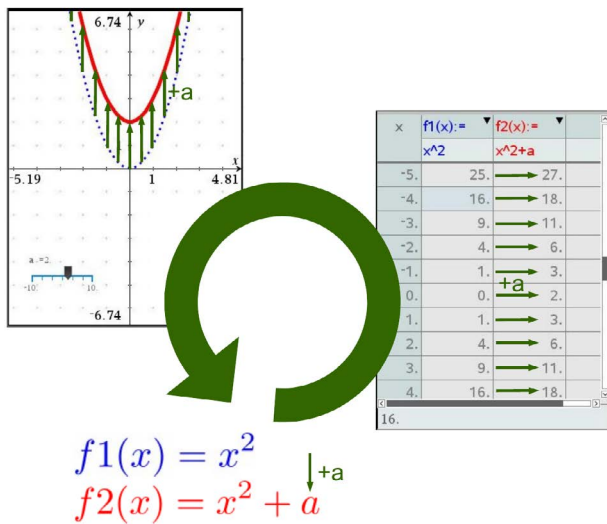 6.74 y
+a
x
-5.19 1 4.81
a:=2.
-10. 10.
-6.74
x f1(x):= ▼ f2(x):= ▼
x^2 x^2+a
-5. 25. 27.
-4. 16. 18.
-3. 9. 11.
-2. 4. 6.
-1. 1. 3.
+a
0. 0. 2.
1. 1. 3.
2. 4. 6.
3. 9. 11.
4. 16. 18.
16.
f1(x) = x²
f2(x) = x² + a
+a